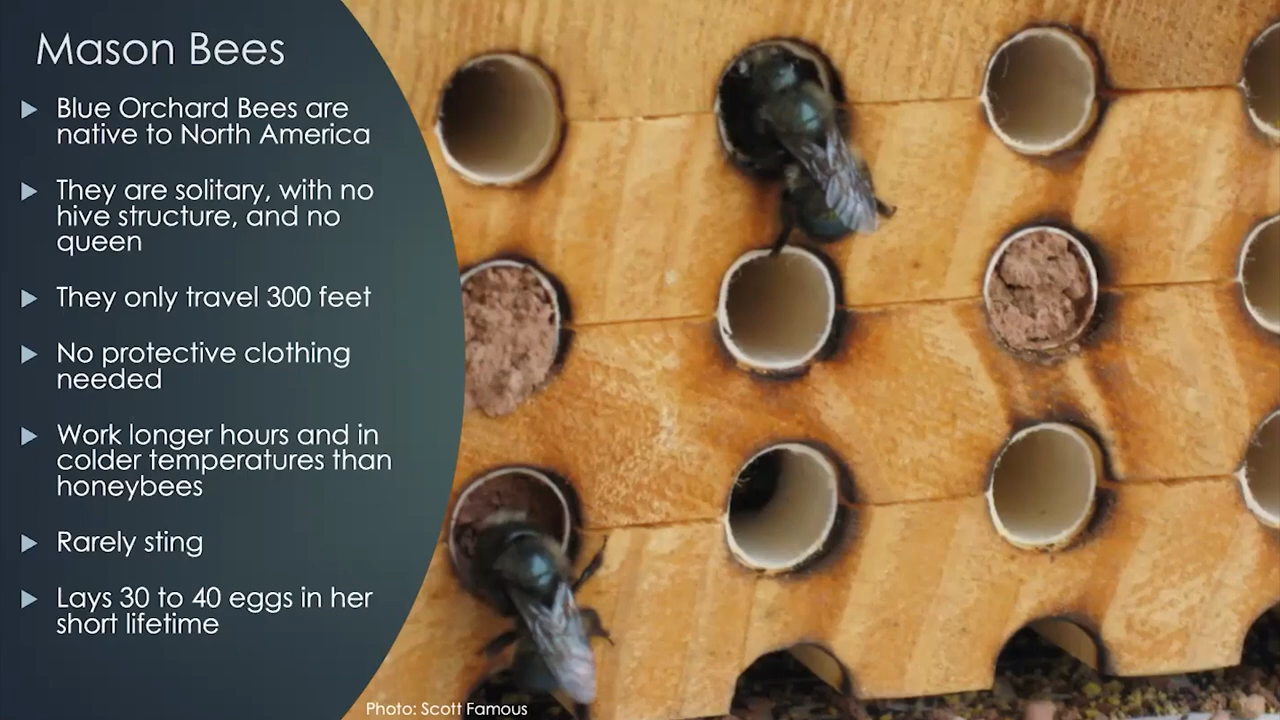 Mason Bees
Blue Orchard Bees are
native to North America
They are solitary, with no
hive structure, and no
queen
They only travel 300 feet
No protective clothing
needed
Work longer hours and in
colder temperatures than
honeybees
Rarely sting
Lays 30 to 40 eggs in her
short lifetime
Photo: Scott Famous